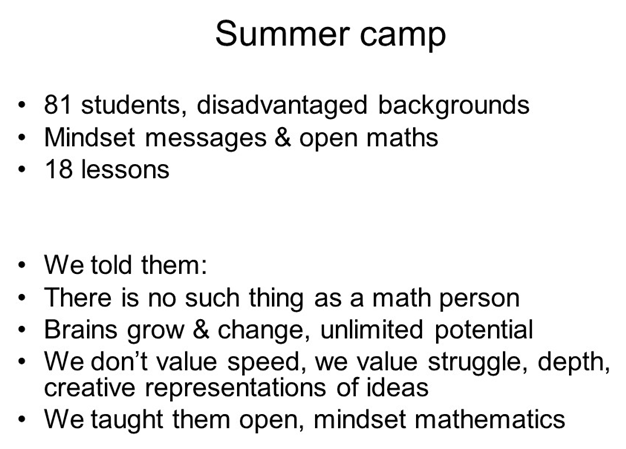 Summer camp
• 81 students, disadvantaged backgrounds
• Mindset messages & open maths
• 18 lessons
• We told them:
• There is no such thing as a math person
• Brains grow & change, unlimited potential
• We don’t value speed, we value struggle, depth,
creative representations of ideas
• We taught them open, mindset mathematics